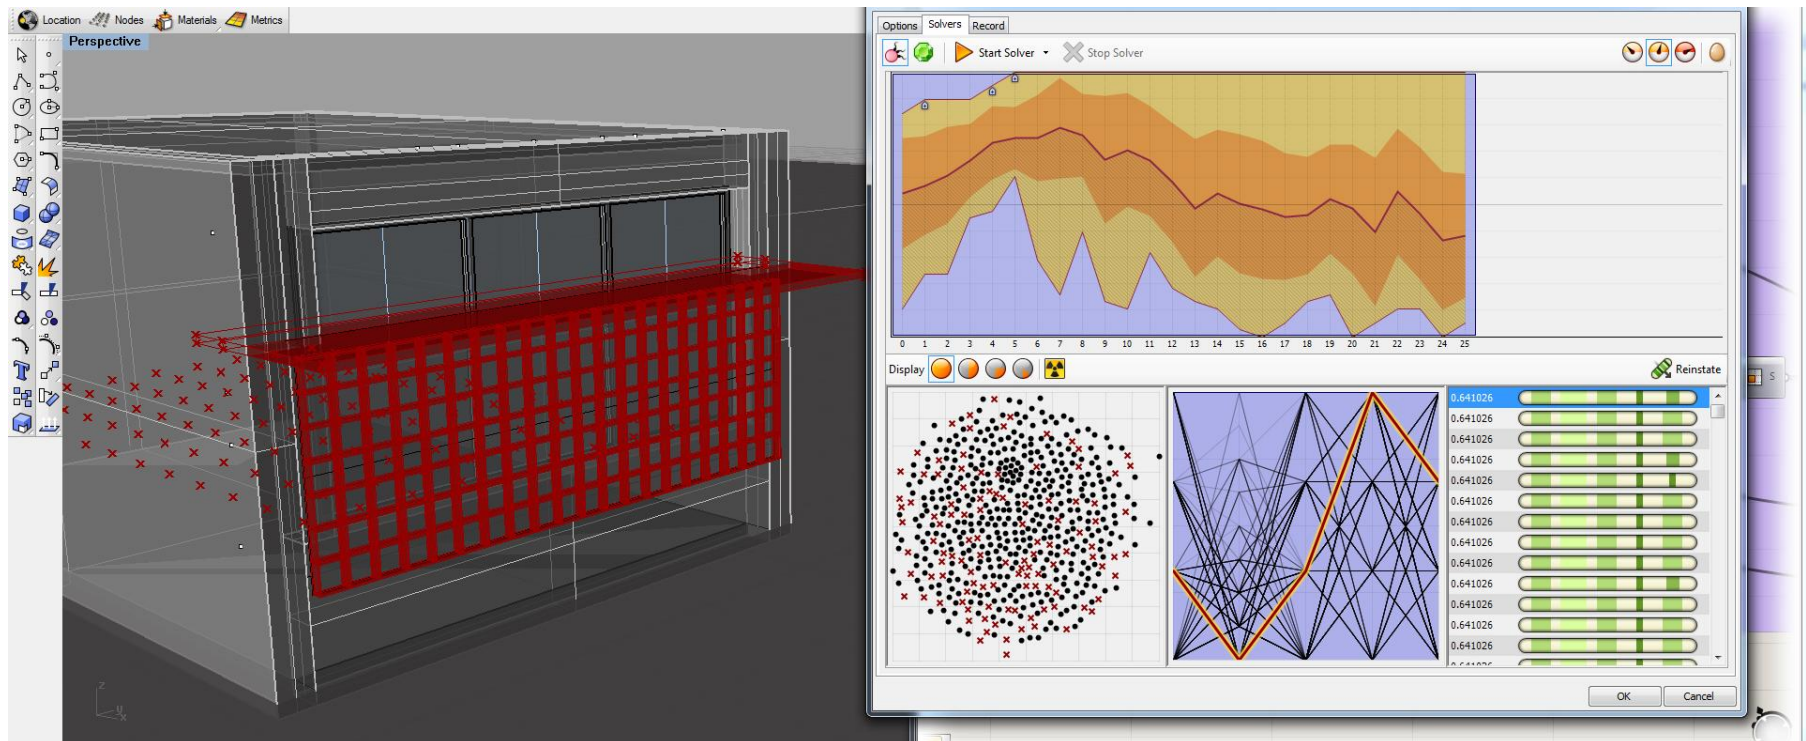 Location Nodes Materials Metrics
Perspective
Options Solvers Record
Start Solver Stop Solver
0 1 2 3 4 5 6 7 8 9 10 11 12 13 14 15 16 17 18 19 20 21 22 23 24 25
Display Reinstate
0.641026
0.641026
0.641026
0.641026
0.641026
0.641026
0.641026
0.641026
0.641026
0.641026
0.641026
0.641026
0.641026
0.641026
OK Cancel
S
z
y
x